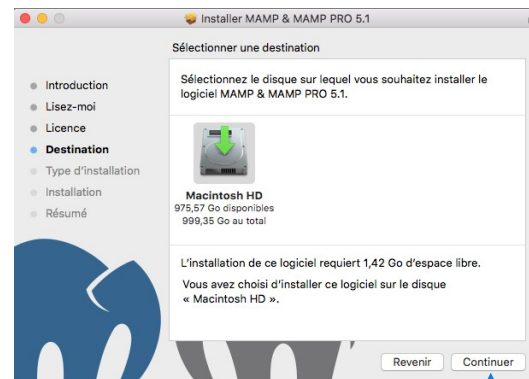 Installer MAMP & MAMP PRO 5.1
Sélectionner une destination
Introduction
Lisez-moi
Licence
Destination
Type d'installation
Installation
Résumé
Sélectionnez le disque sur lequel vous souhaitez installer le
logiciel MAMP & MAMP PRO 5.1.
Macintosh HD
975,57 Go disponibles
999,35 Go au total
L'installation de ce logiciel requiert 1,42 Go d'espace libre.
Vous avez choisi d'installer ce logiciel sur le disque
« Macintosh HD ».
Revenir
Continuer